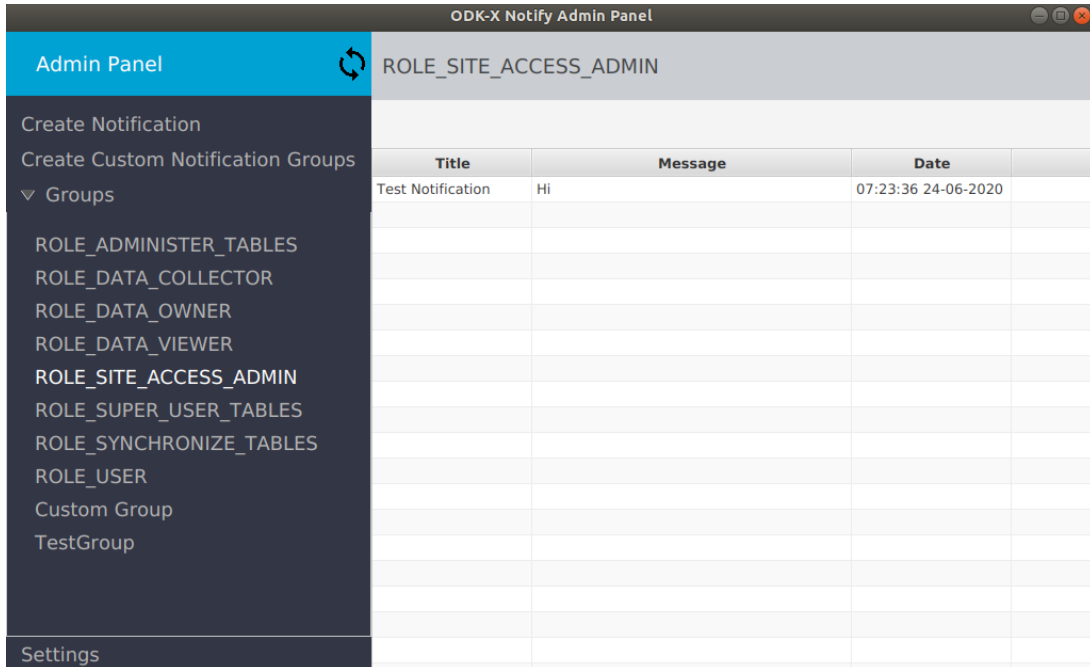 ODK-X Notify Admin Panel
Admin Panel
ROLE_SITE_ACCESS_ADMIN
Create Notification
Create Custom Notification Groups
Groups
ROLE_ADMINISTER_TABLES
ROLE_DATA_COLLECTOR
ROLE_DATA_OWNER
ROLE_DATA_VIEWER
ROLE_SITE_ACCESS_ADMIN
ROLE_SUPER_USER_TABLES
ROLE_SYNCHRONIZE_TABLES
ROLE_USER
Custom Group
TestGroup
Settings
Title Message Date
Test Notification Hi 07:23:36 24-06-2020